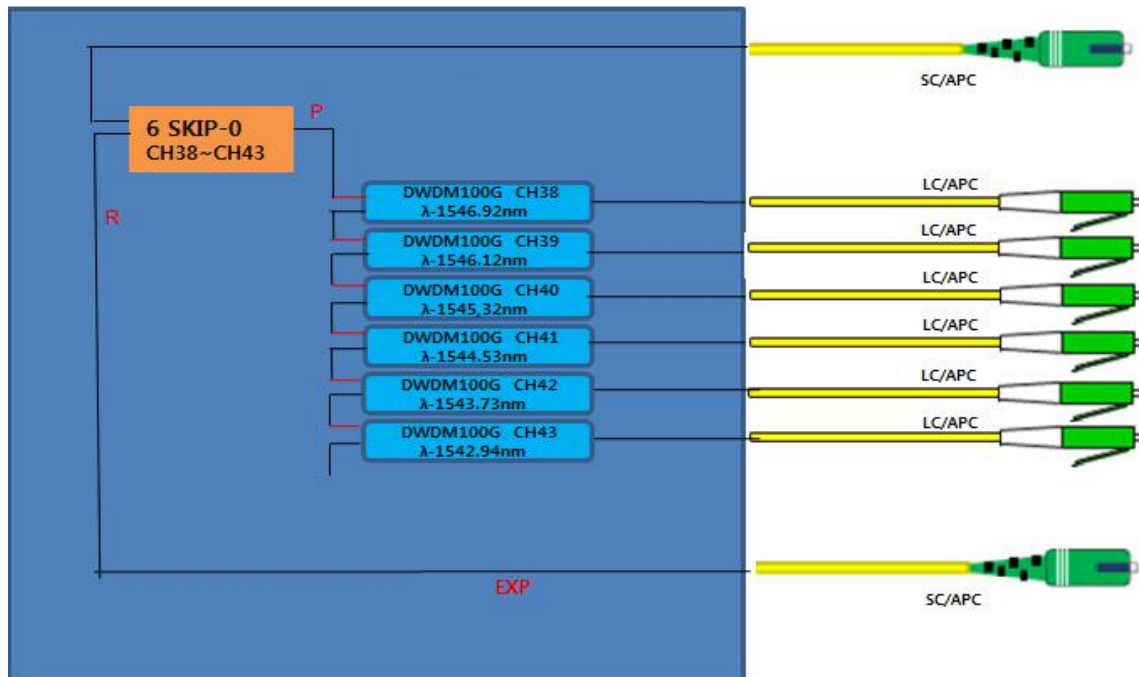 SC/APC
P
6 SKIP-0
CH38~CH43
R
DWDM100G CH38
λ-1546.92nm
LC/APC
DWDM100G CH39
λ-1546.12nm
LC/APC
DWDM100G CH40
λ-1545,32nm
LC/APC
DWDM100G CH41
λ-1544.53nm
LC/APC
DWDM100G CH42
λ-1543.73nm
LC/APC
DWDM100G CH43
λ-1542.94nm
LC/APC
EXP
SC/APC